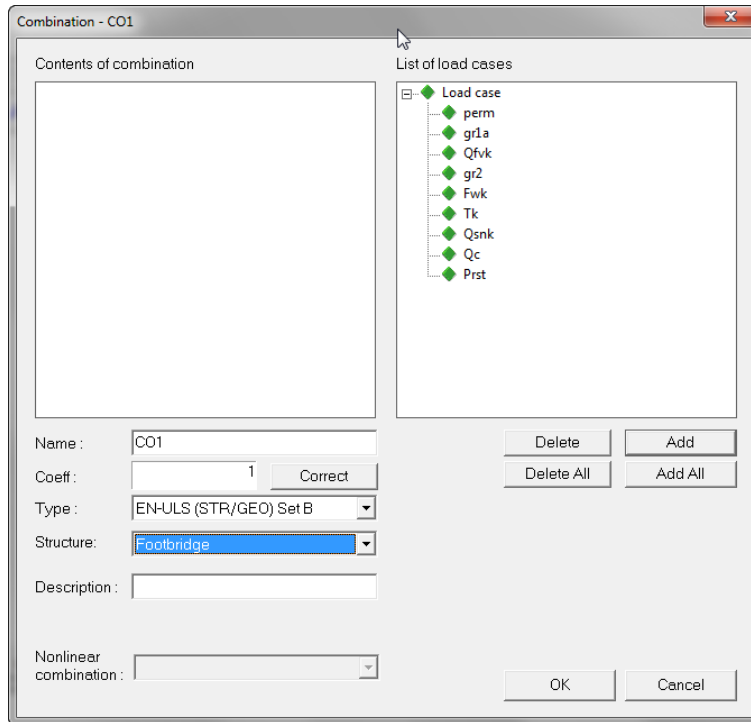 Combination - CO1
Contents of combination
List of load cases
Load case
perm
gr1a
Qfvk
gr2
Fwk
Tk
Qsnk
Qc
Prst
Name :
CO1
Delete
Add
Coeff :
1
Correct
Delete All
Add All
Type :
EN-ULS (STR/GEO) Set B
Structure:
Footbridge
Description :
Nonlinear
combination :
OK
Cancel